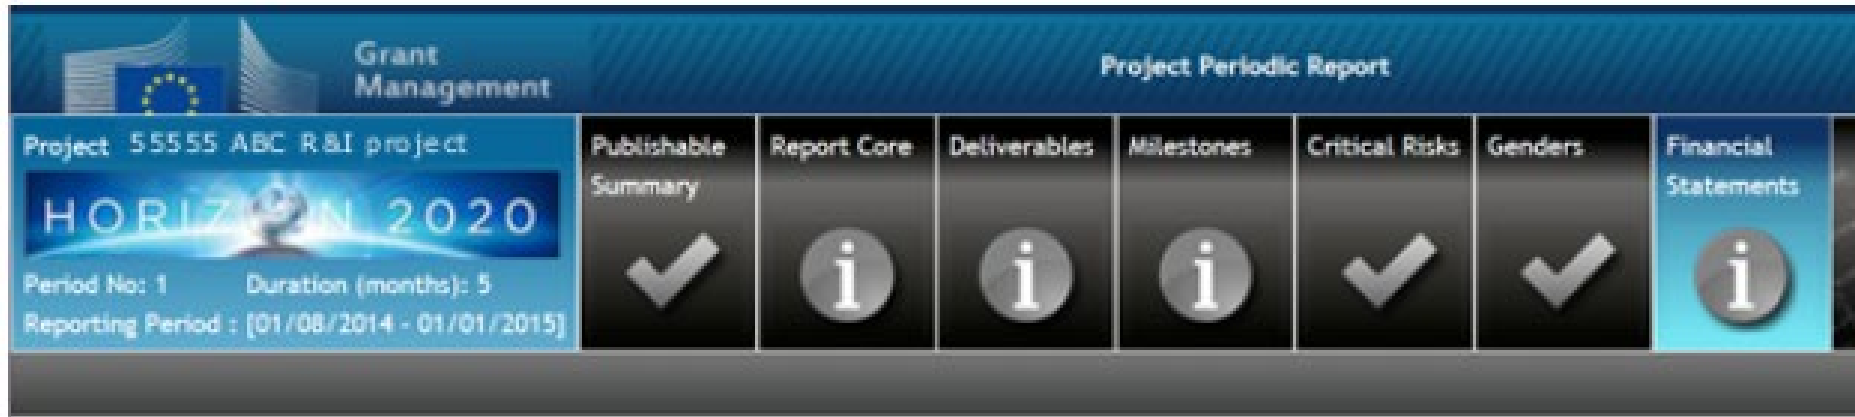 Grant
Management
Project Periodic Report
Project 55555 ABC R&I project
HORIZON 2020
Period No: 1 Duration (months): 5
Reporting Period : [01/08/2014 - 01/01/2015]
Publishable
Summary
Report Core
Deliverables
Milestones
Critical Risks
Genders
Financial
Statements